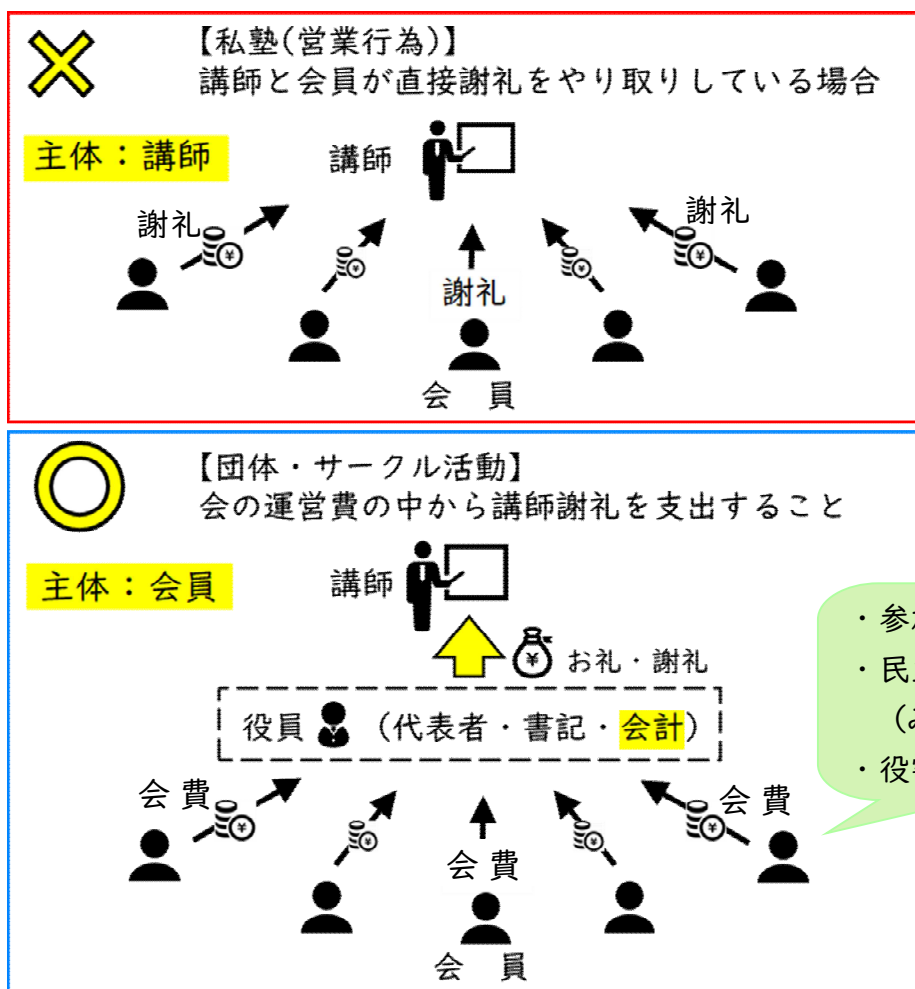 【私塾(営業行為)】
講師と会員が直接謝礼をやり取りしている場合
主体：講師
講師
謝礼
謝礼
謝礼
会 員
【団体・サークル活動】
会の運営費の中から講師謝礼を支出すること
主体：会員
講師
お礼・謝礼
役員 （代表者・書記・会計）
会 費
会 費
会 費
会 員
・参
・民
・役